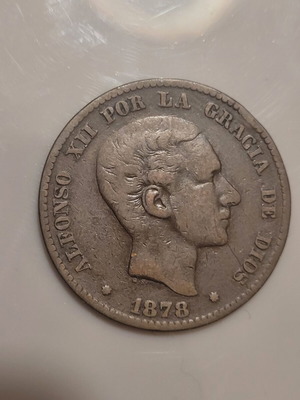 ALFONSO XII POR LA GRACIA DE DIOS
* 1878 *